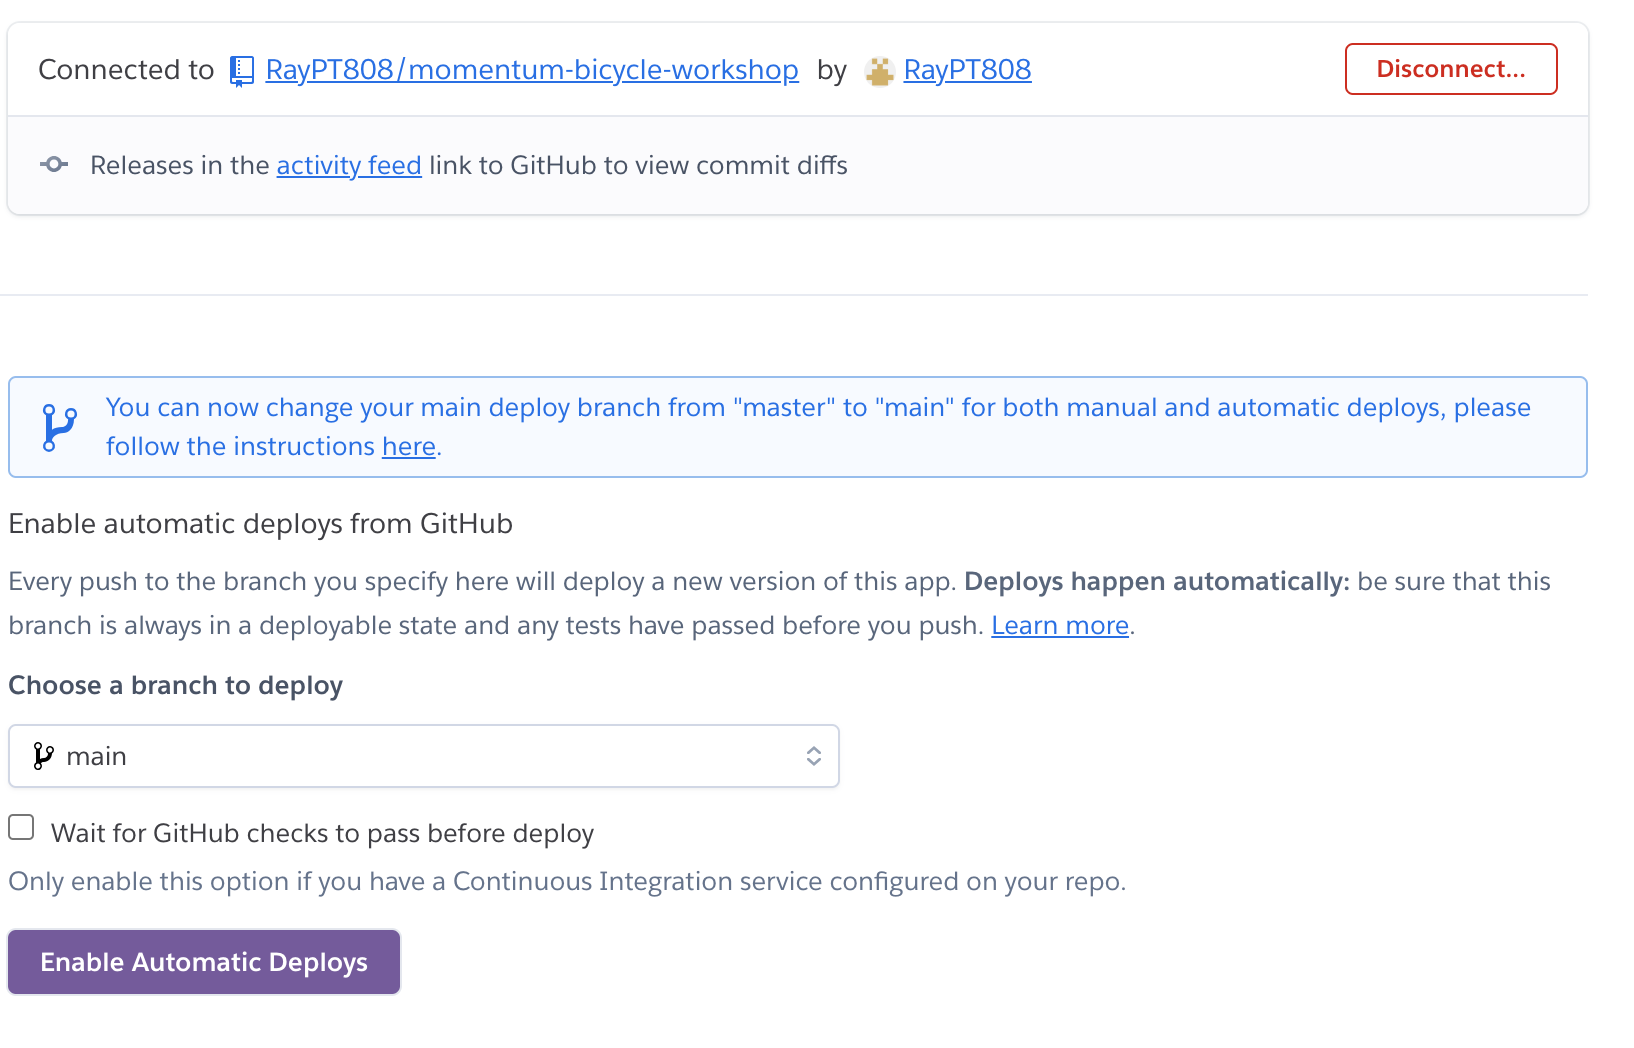 Connected to RayPT808/momentum-bicycle-workshop by RayPT808 Disconnect...
Releases in the activity feed link to GitHub to view commit diffs
You can now change your main deploy branch from "master" to "main" for both manual and automatic deploys, please
follow the instructions here.
Enable automatic deploys from GitHub
Every push to the branch you specify here will deploy a new version of this app. Deploys happen automatically: be sure that this
branch is always in a deployable state and any tests have passed before you push. Learn more.
Choose a branch to deploy
main
Wait for GitHub checks to pass before deploy
Only enable this option if you have a Continuous Integration service configured on your repo.
Enable Automatic Deploys